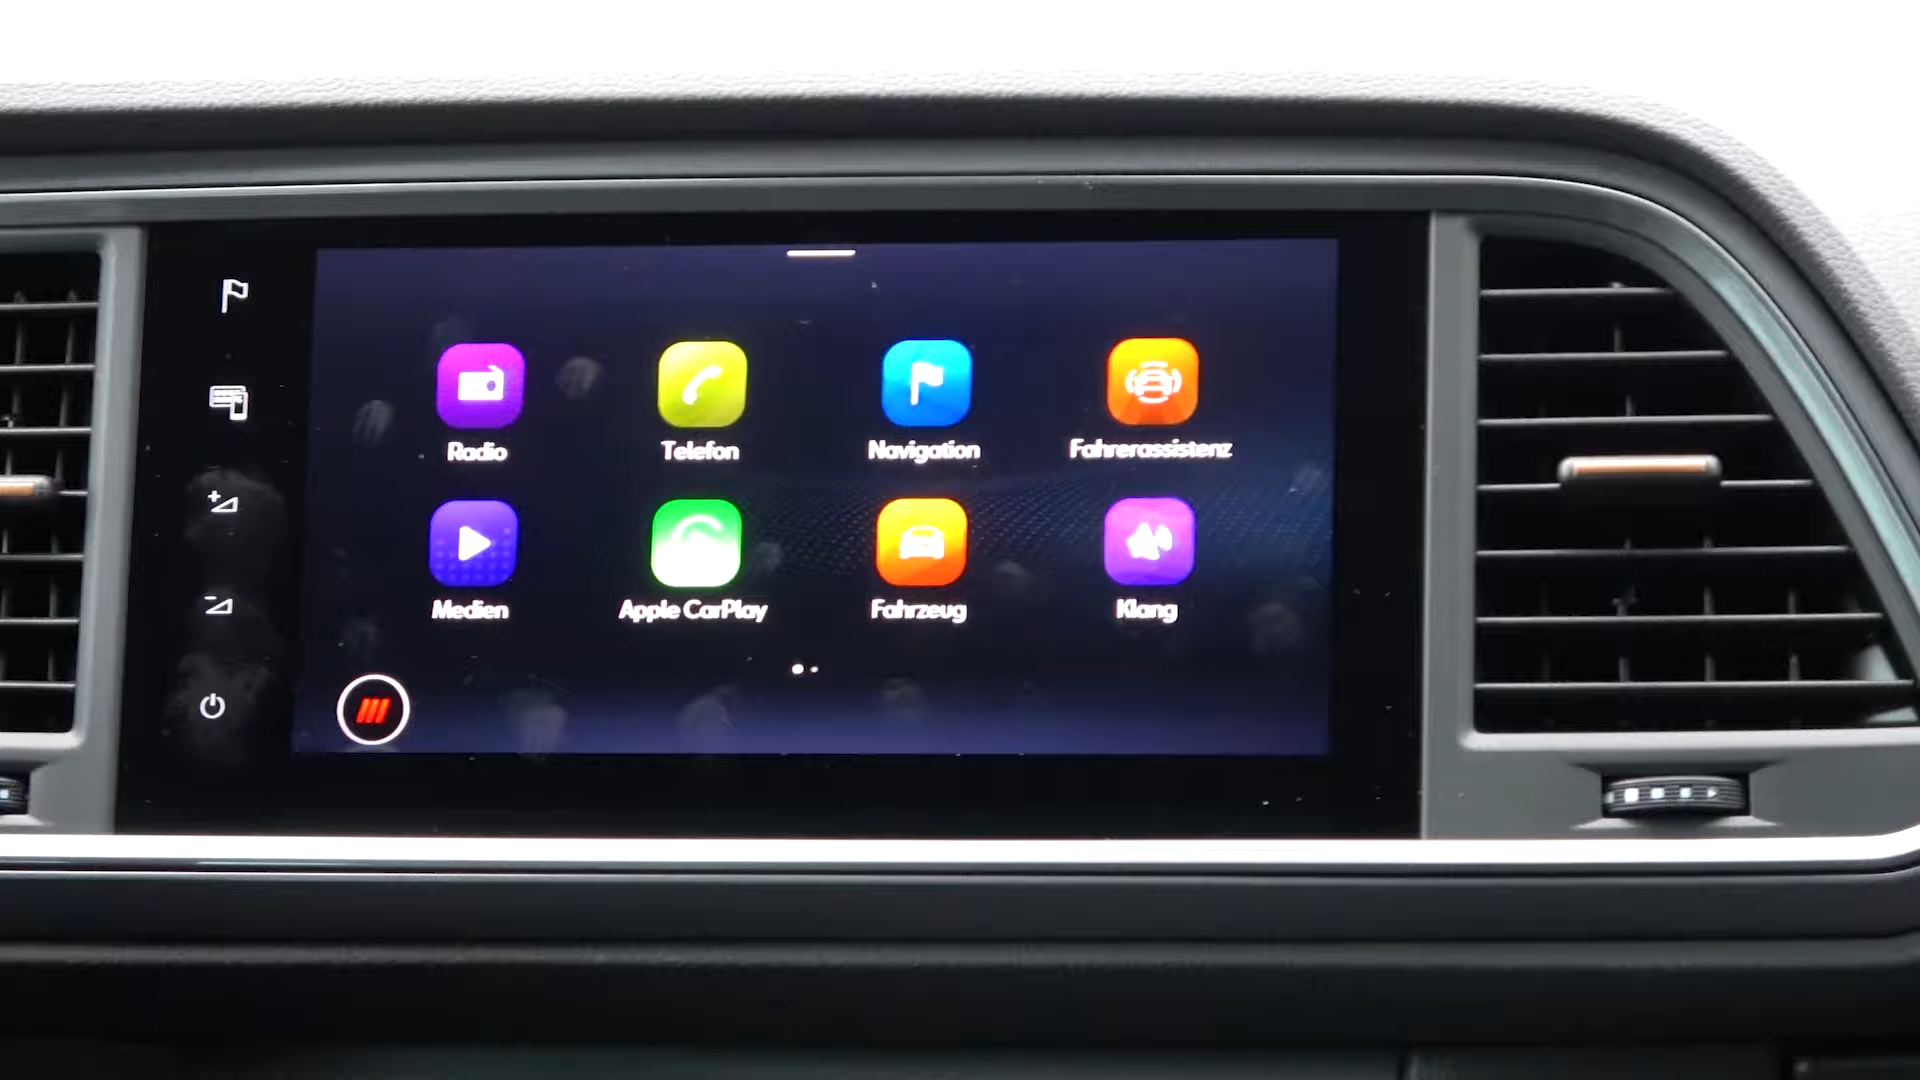 Radio
Telefon
Navigation
Fahrerassistenz
Medien
Apple CarPlay
Fahrzeug
Klang